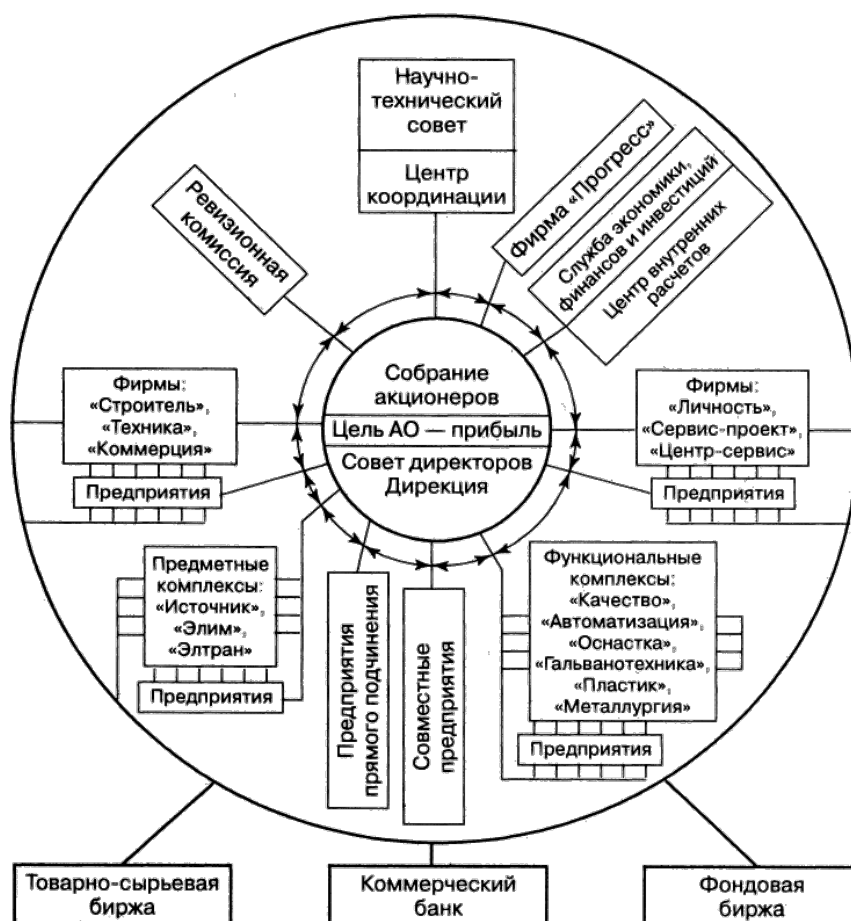 Научно-
технический
совет
Центр
координации
Фирма «Прогресс»
Служба экономики,
финансов и инвестиций
Центр внутренних
расчетов
Ревизионная
комиссия
Собрание
акционеров
Цель АО — прибыль
Совет директоров
Дирекция
Фирмы:
«Строитель»,
«Техника»,
«Коммерция»
Предприятия
Фирмы:
«Личность»,
«Сервис-проект»,
«Центр-сервис»
Предприятия
Предметные
комплексы:
«Источник»,
«Элим»,
«Элтран»
Предприятия
Предприятия
прямого подчинения
Совместные
предприятия
Функциональные
комплексы:
«Качество»,
«Автоматизация»,
«Оснастка»,
«Гальванотехника»,
«Пластик»,
«Металлургия»
Предприятия
Товарно-сырьевая
биржа
Коммерческий
банк
Фондовая
биржа